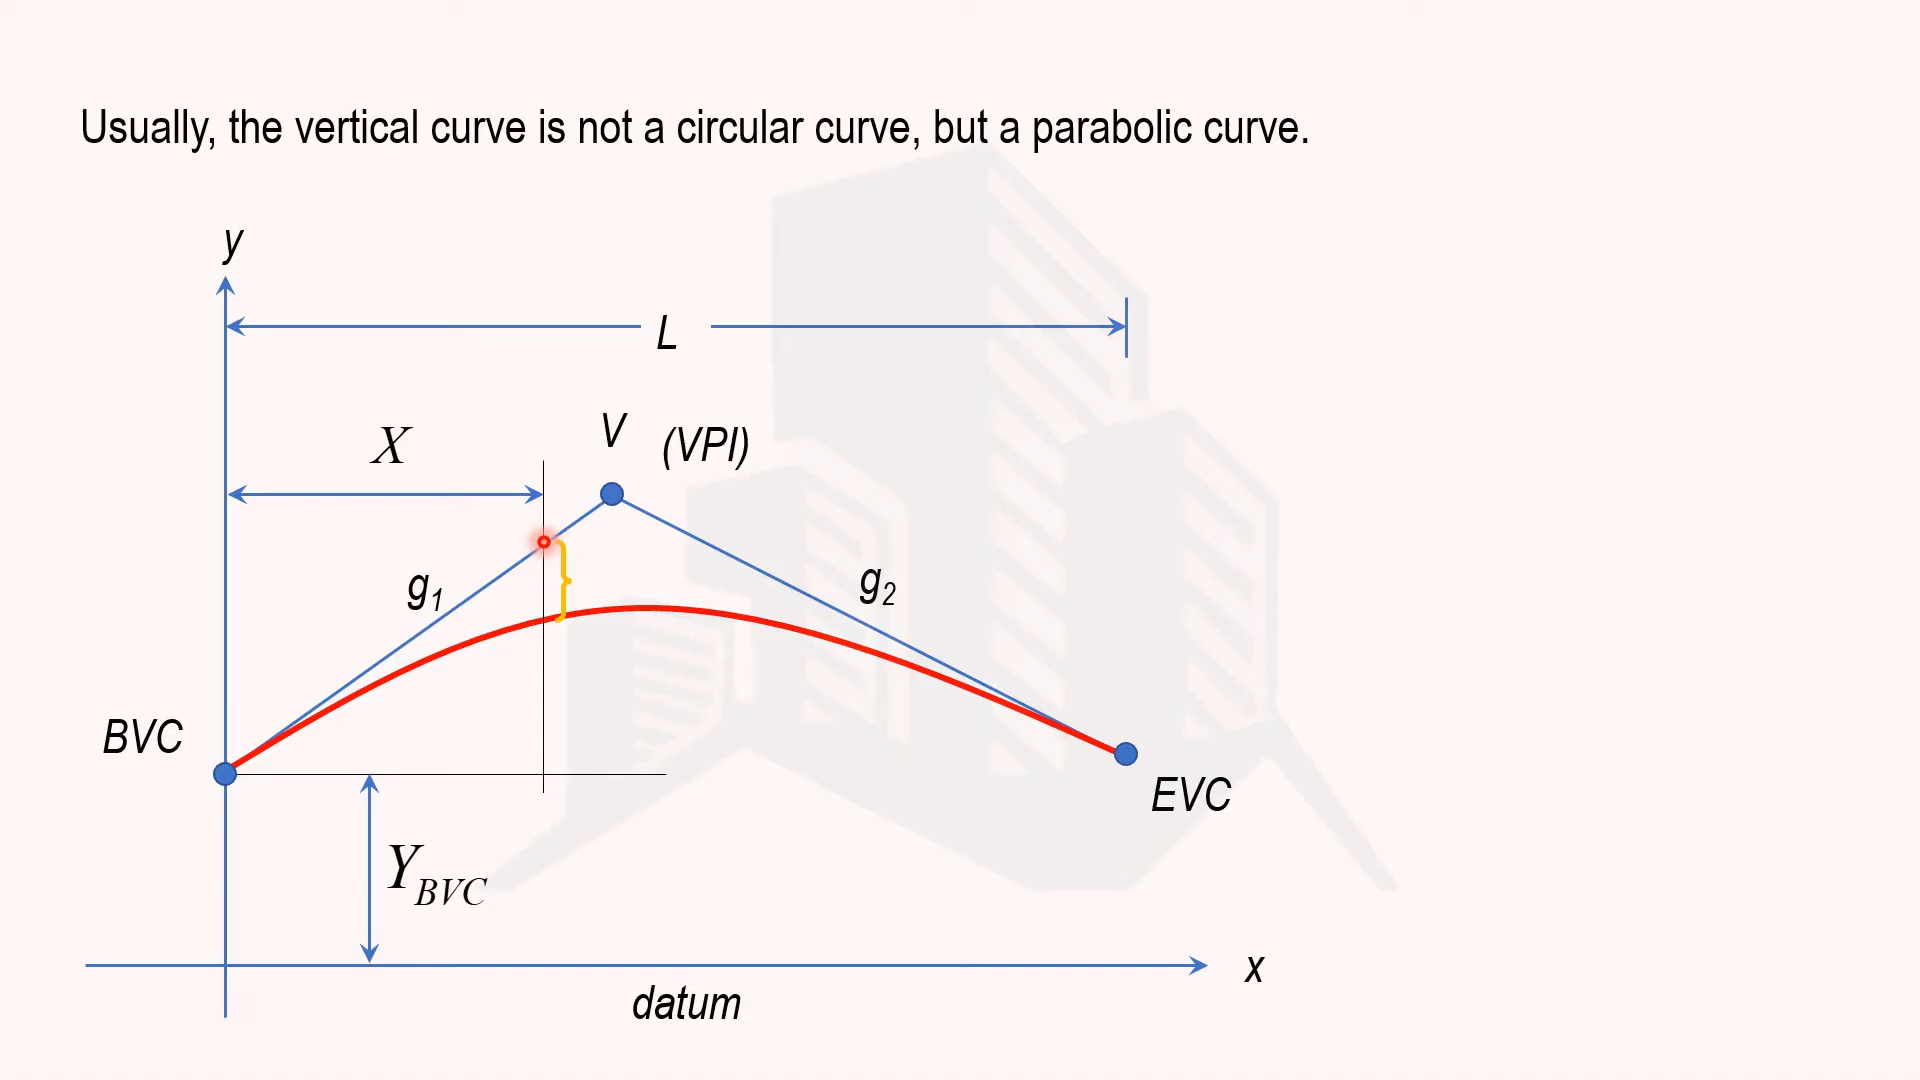 Usually, the vertical curve is not a circular curve, but a parabolic curve.
y
L
X
V (VPI)
g1
g2
BVC
EVC
YBVC
x
datum